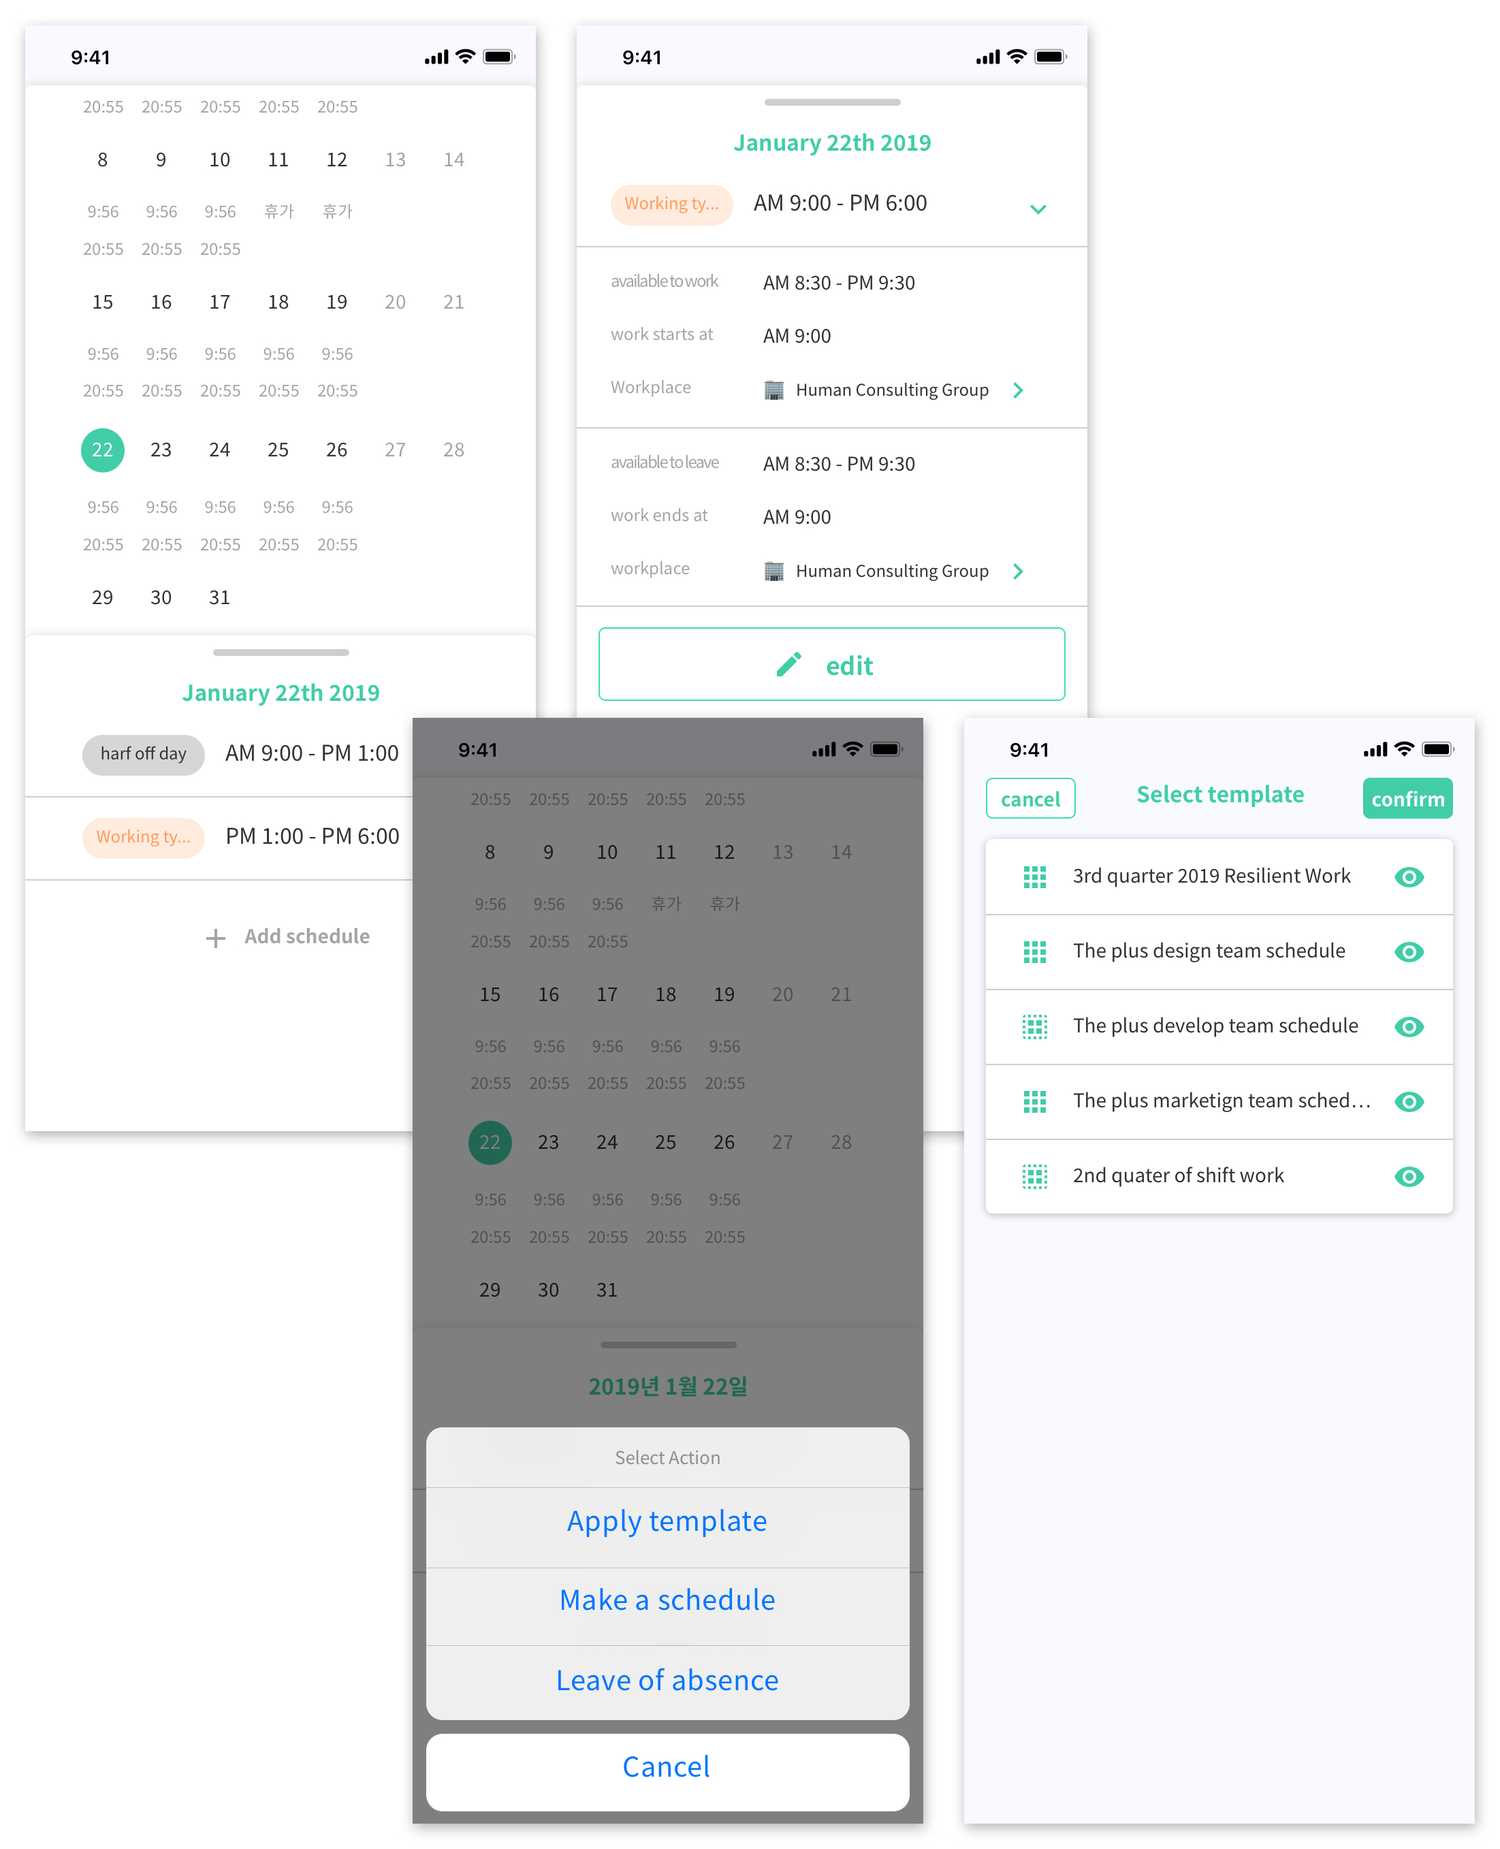 9:41
20:55 20:55 20:55 20:55 20:55
8 9 10 11 12 13 14
9:56 9:56 9:56 휴가 휴가
20:55 20:55 20:55
15 16 17 18 19 20 21
9:56 9:56 9:56 9:56 9:56
20:55 20:55 20:55 20:55 20:55
22 23 24 25 26 27 28
9:56 9:56 9:56 9:56 9:56
20:55 20:55 20:55 20:55 20:55
29 30 31
January 22th 2019
harf off day AM 9:00 - PM 1:00
Working ty... PM 1:00 - PM 6:00
Add schedule
9:41
January 22th 2019
Working ty... AM 9:00 - PM 6:00
available to work AM 8:30 - PM 9:30
work starts at AM 9:00
Workplace Human Consulting Group
available to leave AM 8:30 - PM 9:30
work ends at AM 9:00
workplace Human Consulting Group
edit
9:41
20:55 20:55 20:55 20:55 20:55
8 9 10 11 12 13 14
9:56 9:56 9:56 휴가 휴가
20:55 20:55 20:55
15 16 17 18 19 20 21
9:56 9:56 9:56 9:56 9:56
20:55 20:55 20:55 20:55 20:55
22 23 24 25 26 27 28
9:56 9:56 9:56 9:56 9:56
20:55 20:55 20:55 20:55 20:55
29 30 31
2019년 1월 22일
Select Action
Apply template
Make a schedule
Leave of absence
Cancel
9:41
cancel Select template confirm
3rd quarter 2019 Resilient Work
The plus design team schedule
The plus develop team schedule
The plus marketign team sched...
2nd quater of shift work